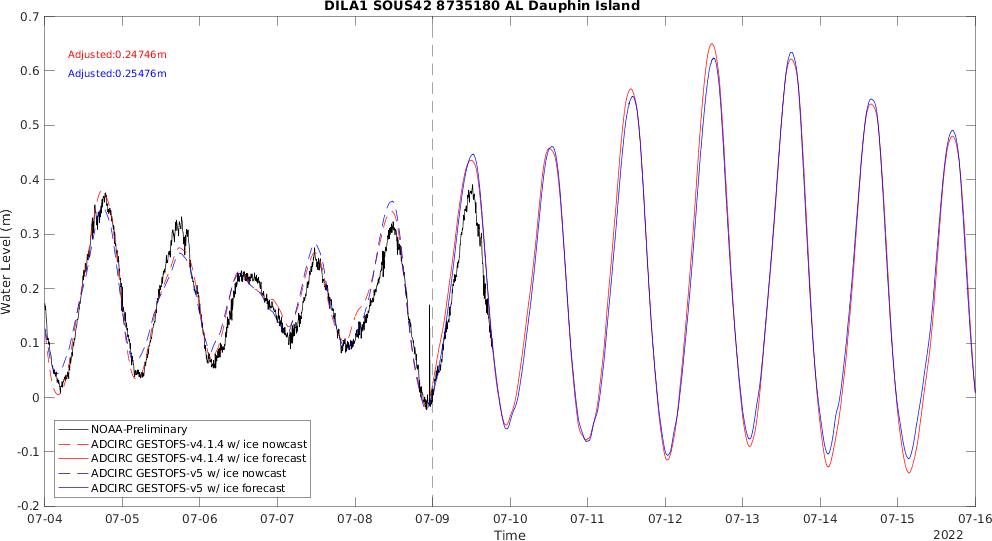 DILA1 SOUS42 8735180 AL Dauphin Island
0.7
0.6
0.5
0.4
0.3
0.2
0.1
0
-0.1
-0.2
Water Level (m)
Adjusted:0.24746m
Adjusted:0.25476m
NOAA-Preliminary
ADCIRC GESTOFS-v4.1.4 w/ ice nowcast
ADCIRC GESTOFS-v4.1.4 w/ ice forecast
ADCIRC GESTOFS-v5 w/ ice nowcast
ADCIRC GESTOFS-v5 w/ ice forecast
07-04 07-05 07-06 07-07 07-08 07-09 07-10 07-11 07-12 07-13 07-14 07-15 07-16
Time
2022